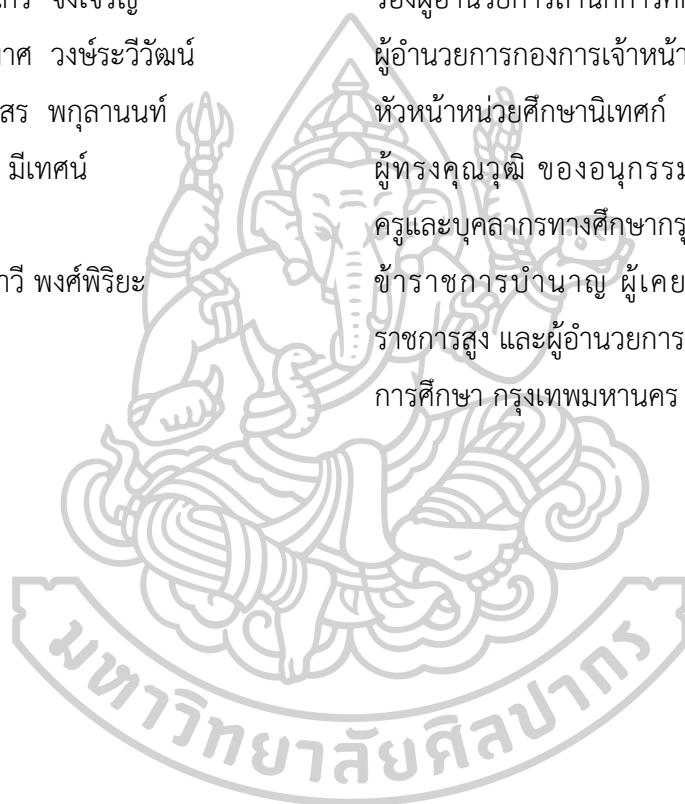 จงเจริญ
วงษ์ระวีวัฒน์ ผู้อำนวยการกองการเจ้าหน้า
สร พกุลานนท์ หัวหน้าหน่วยศึกษานิเทศก์
มีเทศน์ ผู้ทรงคุณวุฒิ ของอนุกรรม
ครูและบุคลากรทางศึกษากรุ
าวี พงศ์พิริยะ ข้าราชการบำนาญ ผู้เคย
ราชการสูง และผู้อำนวยการ
การศึกษา กรุงเทพมหานคร
มหาวิทยาลัยศิลปากร